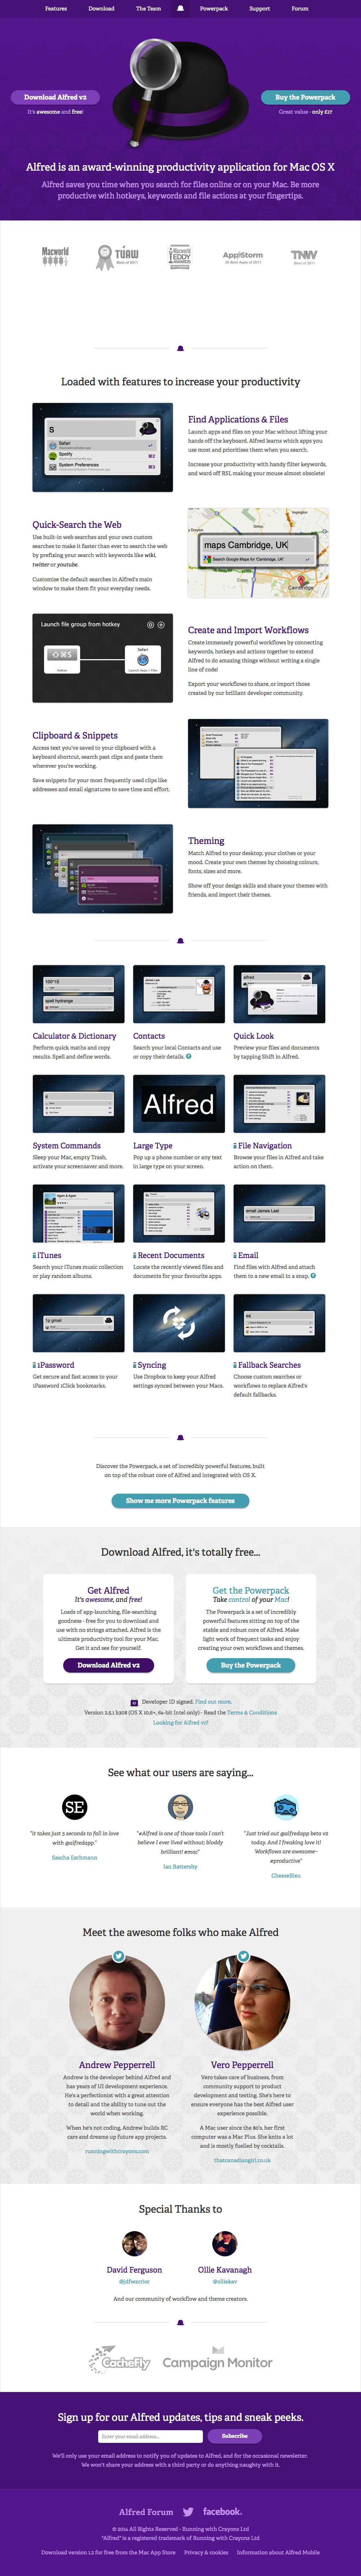 Features Download The Team Powerpack Support Forum
Download Alfred v2
It's awesome and free!
Buy the Powerpack
Great value - only £17
Alfred is an award-winning productivity application for Mac OS X
Alfred saves you time when you search for files online or on your Mac. Be more
productive with hotkeys, keywords and file actions at your fingertips.
Macworld
TUAW
Best of 2011
Macworld
EDDY
AWARDS
AppStorm
20 Best Apps of 2011
TNW
Best of 2011
Loaded with features to increase your productivity
S
Safari
Spotify
System Preferences
Find Applications & Files
Launch apps and files on your Mac without lifting your
hands off the keyboard. Alfred learns which apps you
use most and prioritises them when you search.
Increase your productivity with handy filter keywords,
and ward off RSI, making your mouse almost obsolete!
Quick-Search the Web
Use built-in web searches and your own custom
searches to make it faster than ever to search the web
by prefixing your search with keywords like wiki,
twitter or youtube.
Customise the default searches in Alfred's main
window to make them fit your everyday needs.
maps Cambridge, UK
Search Google Maps for 'Cambridge, UK'
Cambridge
Launch file group from hotkey
⇧⌘S
Hotkey
Safari
Launch Apps / Files
Create and Import Workflows
Create immensely powerful workflows by connecting
keywords, hotkeys and actions together to extend
Alfred to do amazing things without writing a single
line of code!
Export your workflows to share, or import those
created by our brilliant developer community.
Clipboard & Snippets
Access text you've saved to your clipboard with a
keyboard shortcut, search past clips and paste them
wherever you're working.
Save snippets for your most frequently used clips like
addresses and email signatures to save time and effort.
Theming
Match Alfred to your desktop, your clothes or your
mood. Create your own themes by choosing colours,
fonts, sizes and more.
Show off your design skills and share your themes with
friends, and import their themes.
spell hydrange
alfred
Calculator & Dictionary
Perform quick maths and copy
results. Spell and define words.
Contacts
Search your local Contacts and use
or copy their details.
Quick Look
Preview your files and documents
by tapping Shift in Alfred.
Alfred
System Commands
Sleep your Mac, empty Trash,
activate your screensaver and more.
Large Type
Pop up a phone number or any text
in large type on your screen.
File Navigation
Browse your files in Alfred and take
action on them.
email James Last
iTunes
Search your iTunes music collection
or play random albums.
Recent Documents
Locate the recently viewed files and
documents for your favourite apps.
Email
Find files with Alfred and attach
them to a new email in a snap.
1p gmail
1Password
Get secure and fast access to your
1Password 1Click bookmarks.
Syncing
Use Dropbox to keep your Alfred
settings synced between your Macs.
Fallback Searches
Choose custom searches or
workflows to replace Alfred's
default fallbacks.
Discover the Powerpack, a set of incredibly powerful features, built
on top of the robust core of Alfred and integrated with OS X.
Show me more Powerpack features
Download Alfred, it's totally free...
Get Alfred
It's awesome, and free!
Loads of app-launching, file-searching
goodness - free for you to download and
use with no strings attached. Alfred is the
ultimate productivity tool for your Mac.
Get it and see for yourself.
Download Alfred v2
Get the Powerpack
Take control of your Mac!
The Powerpack is a set of incredibly
powerful features sitting on top of the
stable and robust core of Alfred. Make
light work of frequent tasks and enjoy
creating your own workflows and themes.
Buy the Powerpack
Developer ID signed. Find out more.
Version 2.5.1 b308 (OS X 10.6+, 64-bit Intel only) - Read the Terms & Conditions
Looking for Alfred v1?
See what our users are saying...
SE
"It takes just 5 seconds to fall in love
with @alfredapp."
Sascha Eschmann
"#Alfred is one of those tools I can't
believe I ever lived without; bloody
brilliant! #mac"
Ian Battersby
"Just tried out @alfredapp beta v2
today. And I freaking love it!
Workflows are awesome-
#productive"
CheeseBleu
Meet the awesome folks who make Alfred
Andrew Pepperrell
Andrew is the developer behind Alfred and
has years of UI development experience.
He's a perfectionist with a great attention
to detail and the ability to tune out the
world when working.
When he's not coding, Andrew builds RC
cars and dreams up future app projects.
runningwithcrayons.com
Vero Pepperrell
Vero takes care of business, from
community support to product
development and testing. She's here to
ensure everyone has the best Alfred user
experience possible.
A Mac user since the 80's, her first
computer was a Mac Plus. She knits a lot
and is mostly fuelled by cocktails.
thatcanadiangirl.co.uk
Special Thanks to
David Ferguson
@jdfwarrior
Ollie Kavanagh
@olliekav
And our community of workflow and theme creators.
CacheFly
Campaign Monitor
Sign up for our Alfred updates, tips and sneak peeks.
Enter your email address...
Subscribe
We'll only use your email address to notify you of updates to Alfred, and for the occasional newsletter.
We won't share your address with a third party or do anything naughty with it.
Alfred Forum
facebook.
© 2014 All Rights Reserved - Running with Crayons Ltd
"Alfred" is a registered trademark of Running with Crayons Ltd
Download version 1.2 for free from the Mac App Store Privacy & cookies Information about Alfred Mobile